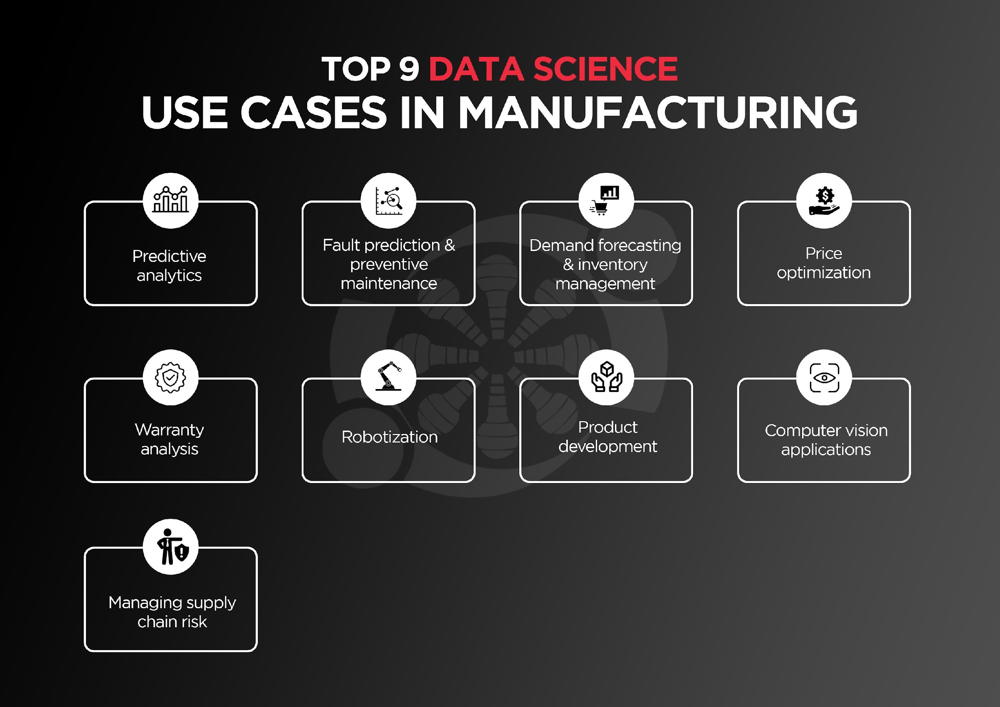 TOP 9 DATA SCIENCE
USE CASES IN MANUFACTURING
Predictive
analytics
Fault prediction &
preventive
maintenance
Demand forecasting
& inventory
management
Price
optimization
Warranty
analysis
Robotization
Product
development
Computer vision
applications
Managing supply
chain risk